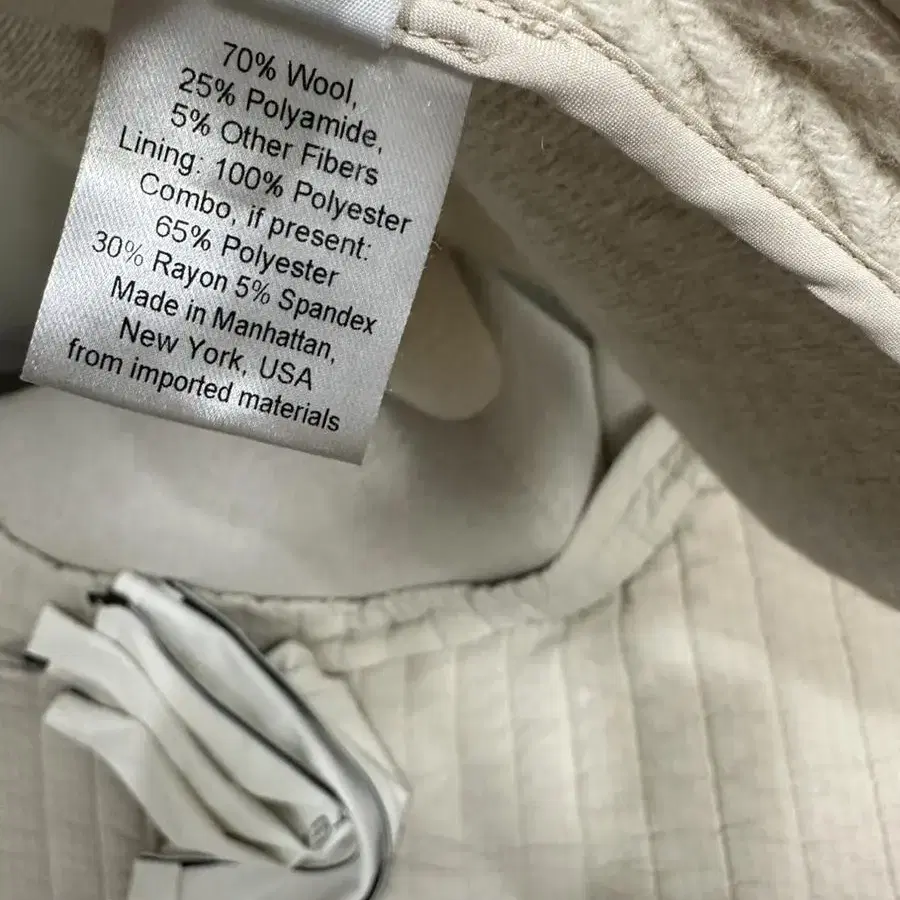 70% Wool,
25% Polyamide,
5% Other Fibers
Lining: 100% Polyester
Combo, if present:
65% Polyester
30% Rayon 5% Spandex
Made in Manhattan,
New York, USA
from imported materials